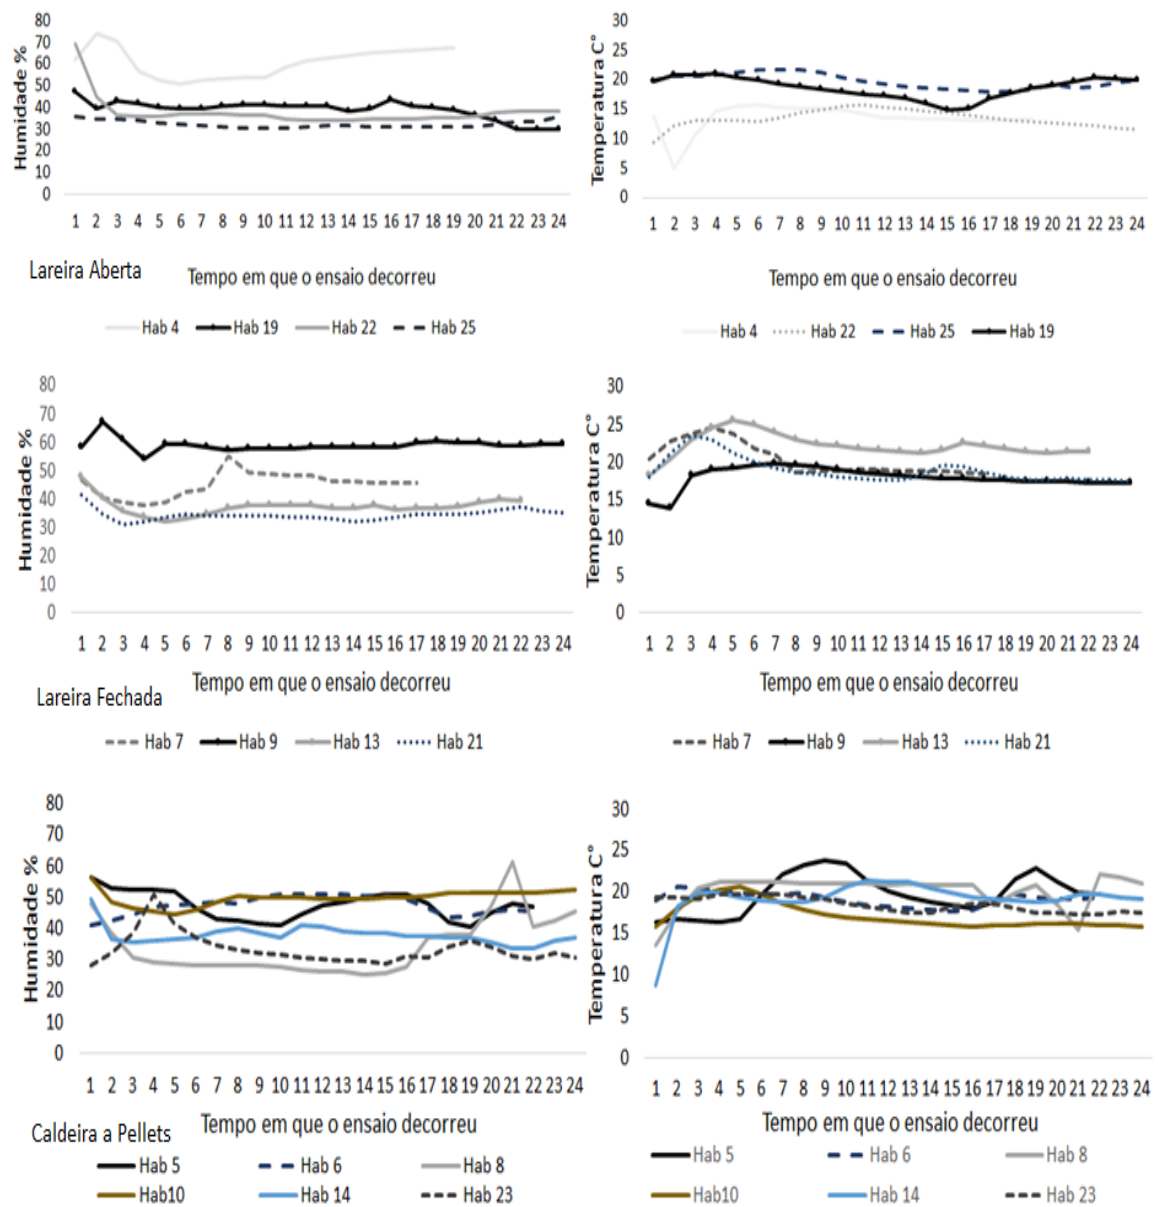 Humidade %
80
70
60
50
40
30
20
10
0
1 2 3 4 5 6 7 8 9 10 11 12 13 14 15 16 17 18 19 20 21 22 23 24
Lareira Aberta
Tempo em que o ensaio decorreu
Hab 4 Hab 19 Hab 22 Hab 25
Temperatura C°
30
25
20
15
10
5
0
1 2 3 4 5 6 7 8 9 10 11 12 13 14 15 16 17 18 19 20 21 22 23 24
Tempo em que o ensaio decorreu
Hab 4 Hab 22 Hab 25 Hab 19
Humidade %
80
70
60
50
40
30
20
10
0
1 2 3 4 5 6 7 8 9 10 11 12 13 14 15 16 17 18 19 20 21 22 23 24
Lareira Fechada
Tempo em que o ensaio decorreu
Hab 7 Hab 9 Hab 13 Hab 21
Temperatura C°
30
25
20
15
10
5
0
1 2 3 4 5 6 7 8 9 10 11 12 13 14 15 16 17 18 19 20 21 22 23 24
Tempo em que o ensaio decorreu
Hab 7 Hab 9 Hab 13 Hab 21
Humidade %
80
70
60
50
40
30
20
10
0
1 2 3 4 5 6 7 8 9 10 11 12 13 14 15 16 17 18 19 20 21 22 23 24
Caldeira a Pellets
Tempo em que o ensaio decorreu
Hab 5 Hab 6 Hab 8
Hab10 Hab 14 Hab 23
Temperatura C°
30
25
20
15
10
5
0
1 2 3 4 5 6 7 8 9 10 11 12 13 14 15 16 17 18 19 20 21 22 23 24
Tempo em que o ensaio decorreu
Hab 5 Hab 6 Hab 8
Hab10 Hab 14 Hab 23